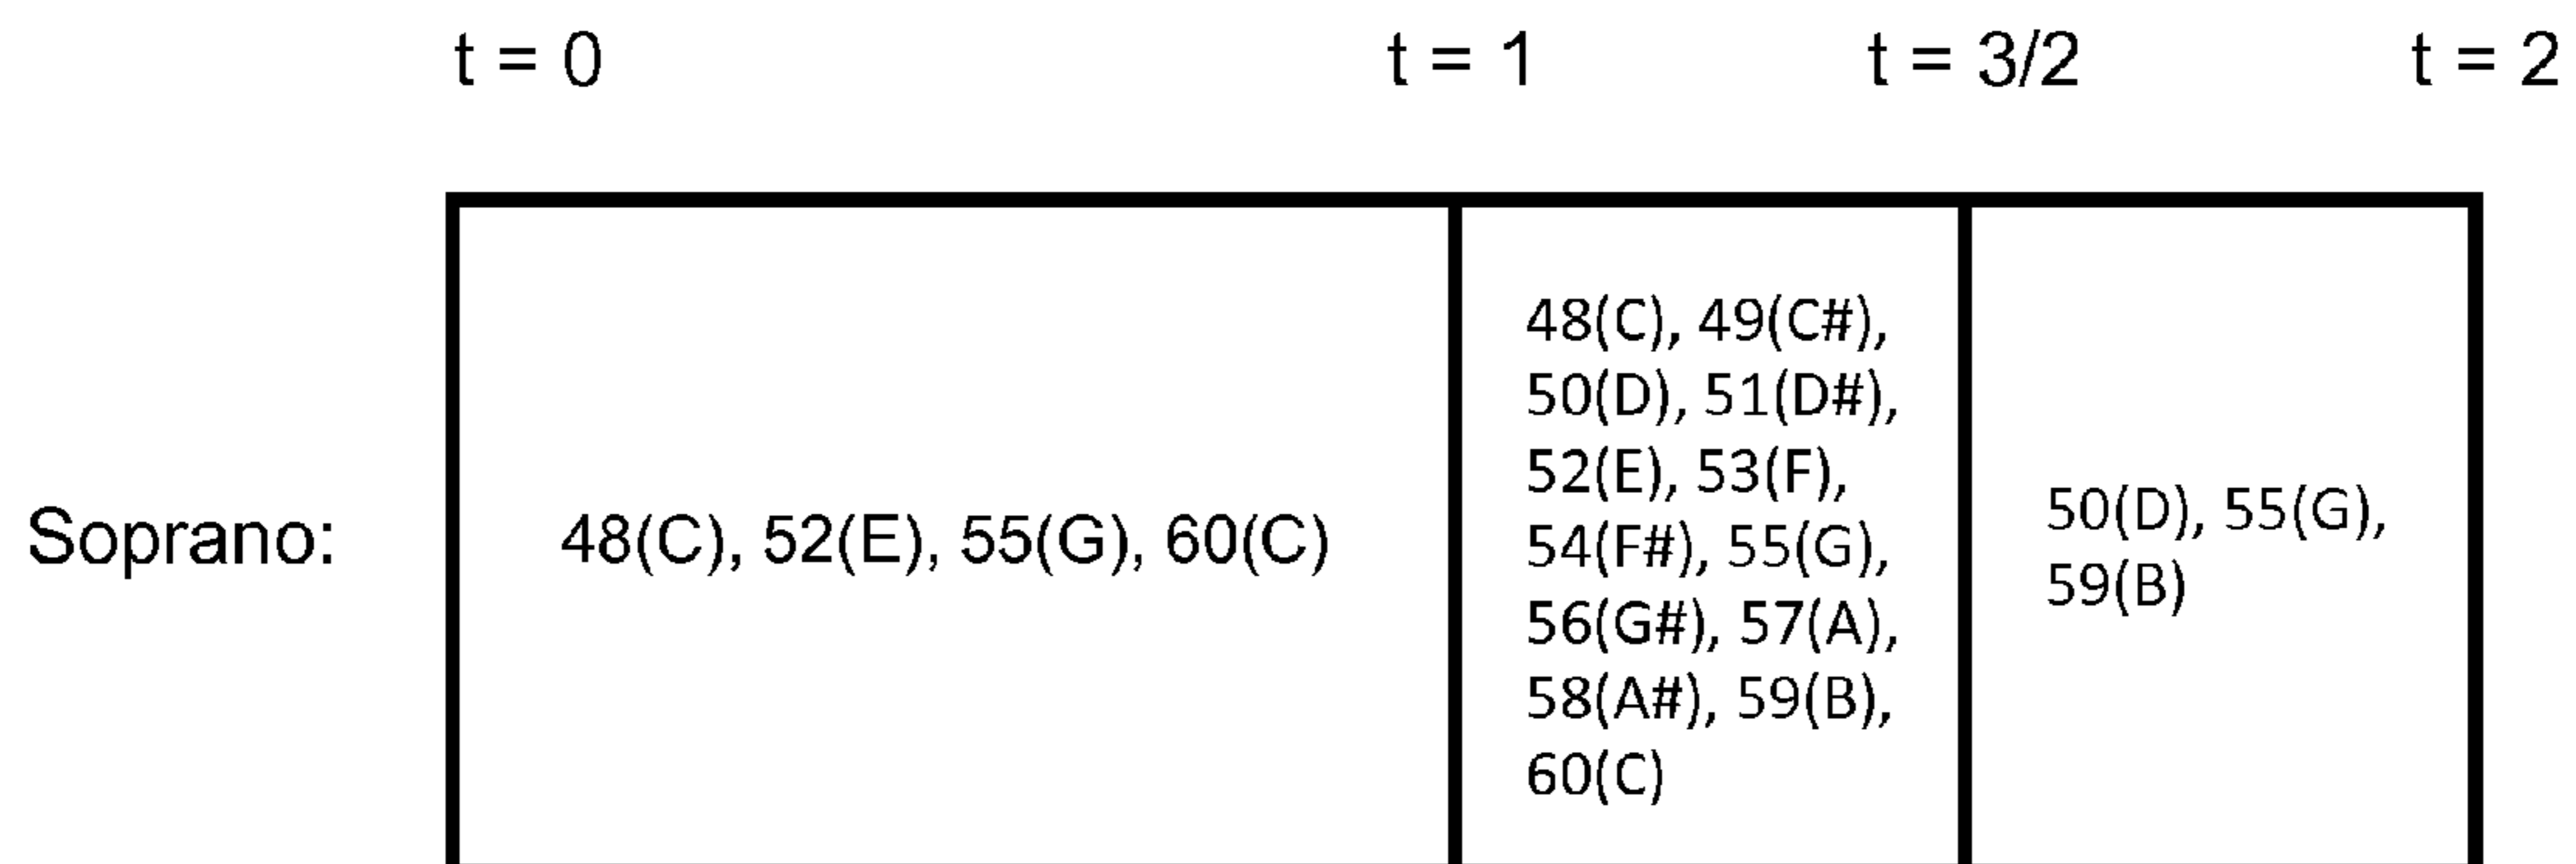 t = 0 t = 1 t = 3/2 t = 2
Soprano:
48(C), 52(E), 55(G), 60(C)
48(C), 49(C#),
50(D), 51(D#),
52(E), 53(F),
54(F#), 55(G),
56(G#), 57(A),
58(A#), 59(B),
60(C)
50(D), 55(G),
59(B)